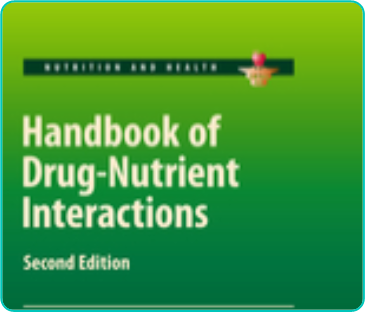 NUTRITION AND HEALTH
Handbook of
Drug-Nutrient
Interactions
Second Edition